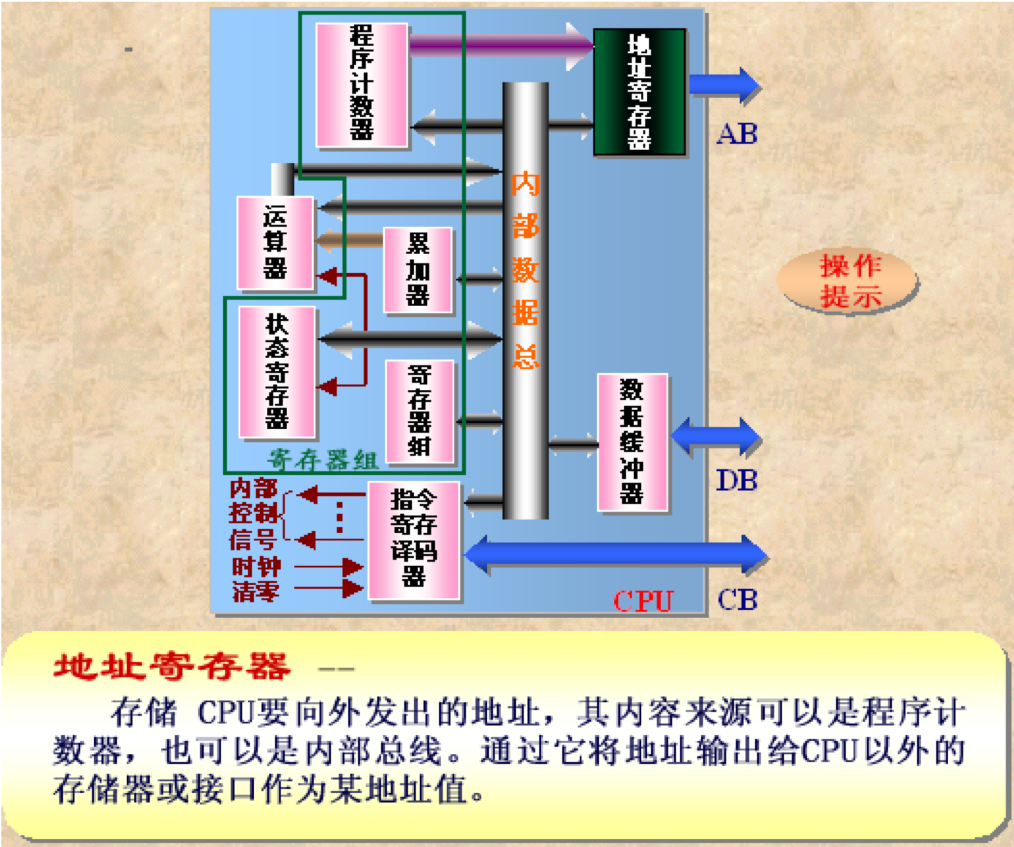 程序计数器
地址寄存器
AB
内部数据总
运算器
累加器
操作
提示
状态寄存器
寄存器组
数据缓冲器
DB
寄存器组
内部
控制
信号
时钟
清零
指令
寄存
译码
器
CPU
CB
地址寄存器 --
存储 CPU要向外发出的地址，其内容来源可以是程序计
数器，也可以是内部总线。通过它将地址输出给CPU以外的
存储器或接口作为某地址值。